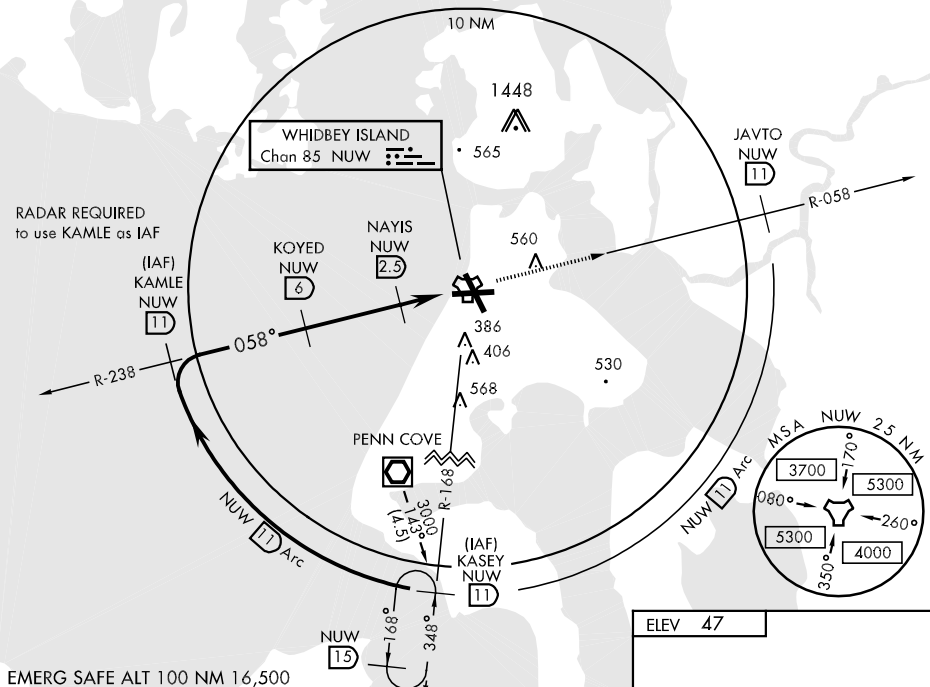 10 NM
1448
WHIDBEY ISLAND
Chan 85 NUW
565
JAVTO
NUW
11
R-058
RADAR REQUIRED
to use KAMLE as IAF
NAYIS
NUW
2.5
KOYED
NUW
6
560
(IAF)
KAMLE
NUW
11
058°
R-238
386
406
568
530
PENN COVE
MSA NUW 25 NM
3700
170°
5300
080°
260°
5300
4000
350°
NUW 11 Arc
NUW 11 Arc
3000
143°
(4.5)
R-168
(IAF)
KASEY
NUW
11
168°
348°
NUW
15
ELEV 47
EMERG SAFE ALT 100 NM 16,500